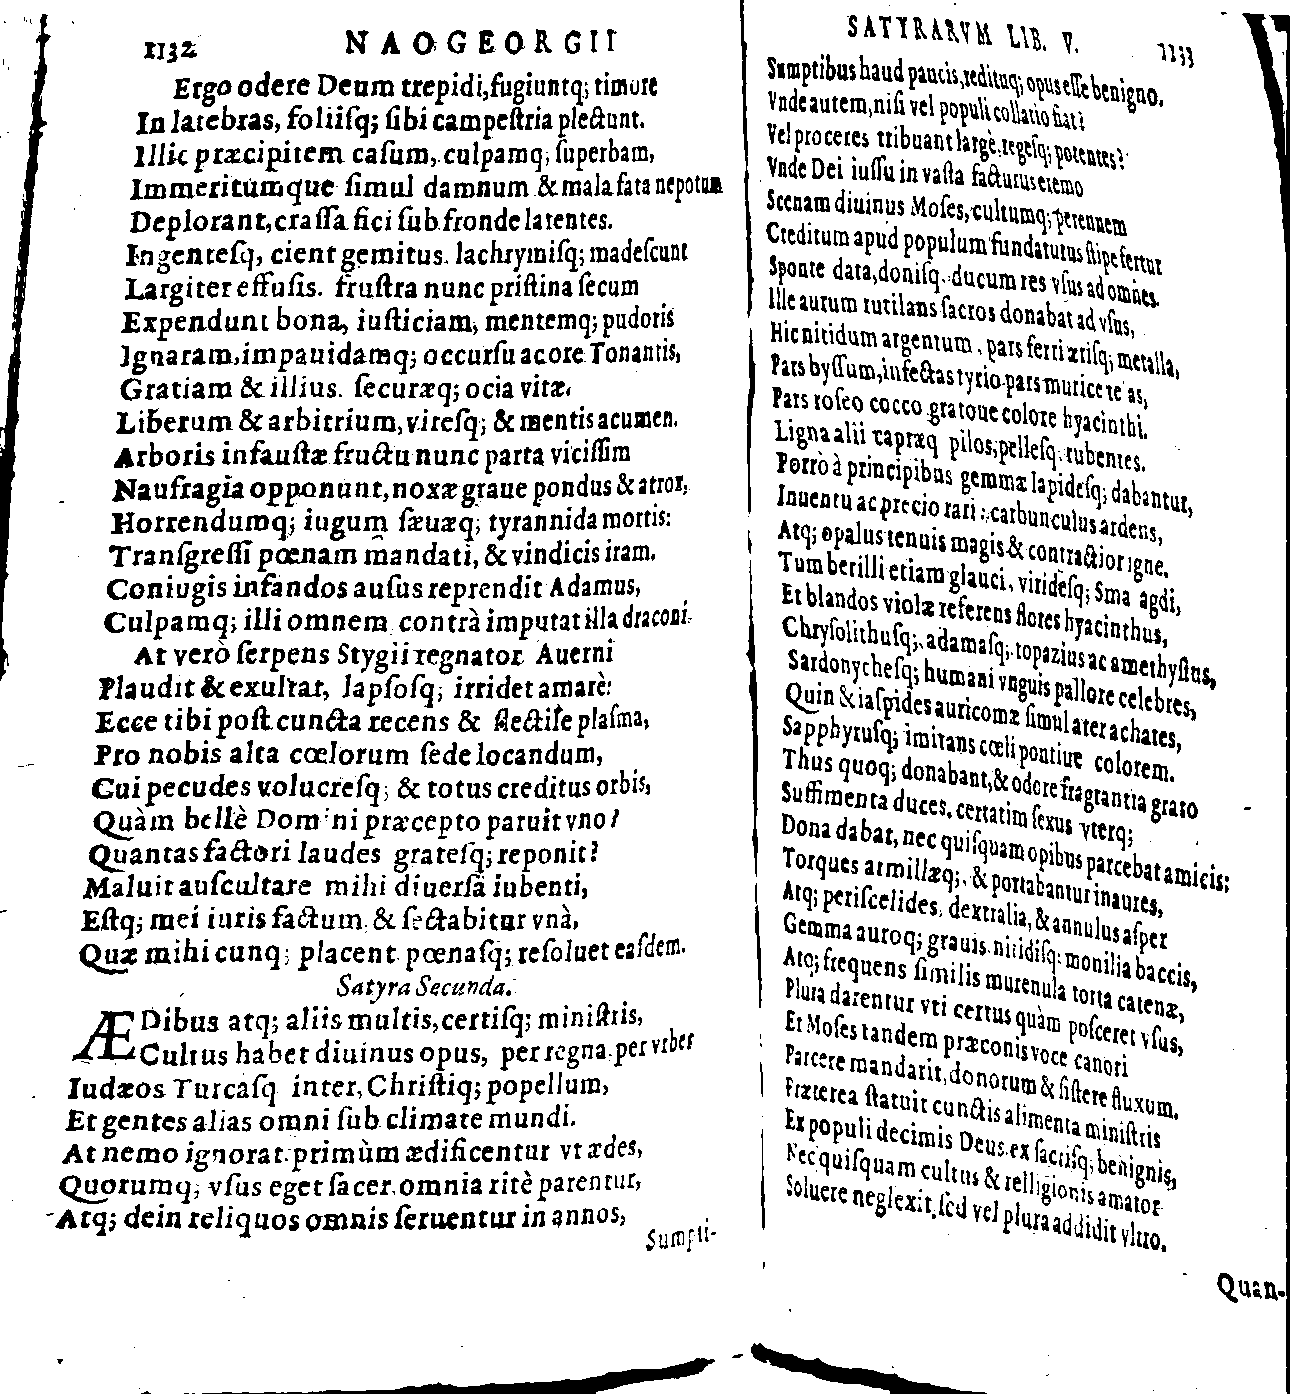 1132 NAOGEORGII
Ergo odere Deum trepidi, fugiuntq; timore
In latebras, foliiſq; ſibi campeſtria plectunt.
Illic præcipitem caſum, culpamq; ſuperbam,
Immeritumque ſimul damnum & mala fata nepotum
Deplorant, craſſa fici ſub fronde latentes.
Ingenteſq, cient gemitus. lachrymiſq; madeſcunt
Largiter effuſis. fruſtra nunc priſtina ſecum
Expendunt bona, iuſticiam, mentemq; pudoris
Ignaram, impauidamq; occurſu acore Tonantis,
Gratiam & illius. ſecuræq; ocia vitæ,
Liberum & arbitrium, vireſq; & mentis acumen.
Arboris infauſtæ fructu nunc parta viciſſim
Naufragia opponunt, noxæ graue pondus & atror,
Horrendumq; iugum ſæuæq; tyrannida mortis:
Tranſgreſſi pœnam mandati, & vindicis iram.
Coniugis infandos auſus reprendit Adamus,
Culpamq; illi omnem contrà imputat illa draconi.
At verò ſerpens Stygii regnator Auerni
Plaudit & exultat, lapſoſq; irridet amarè:
Ecce tibi poſt cuncta recens & flectile plaſma,
Pro nobis alta cœlorum ſede locandum,
Cui pecudes volucreſq; & totus creditus orbis,
Quàm bellè Domini præcepto paruit vno?
Quantas factori laudes grateſq; reponit?
Maluit auſcultare mihi diuerſa iubenti,
Eſtq; mei iuris factum & ſectabitur vnà,
Quæ mihi cunq; placent pœnaſq; reſoluet eaſdem.
Satyra Secunda.
ÆDibus atq; aliis multis, certiſq; miniſtris,
Cultus habet diuinus opus, per regna per vrbes
Iudæos Turcaſq inter, Chriſtiq; popellum,
Et gentes alias omni ſub climate mundi.
At nemo ignorat primùm ædificentur vt ædes,
Quorumq; vſus eget ſacer omnia ritè parentur,
Atq; dein reliquos omnis ſeruentur in annos,
Sumpti-
SATYRARVM LIB. V. 1133
Sumptibus haud paucis, redituq; opus eſſe benigno.
Vnde autem, niſi vel populi collatio fiat?
Vel proceres tribuant largè, regeſq; potentes?
Vnde Dei iuſſu in vaſta facturus eremo
Scenam diuinus Moſes, cultumq; perennem
Creditum apud populum fundaturus ſtipe fertur
Sponte data, doniſq. ducum res vſus ad omnes.
Ille aurum rutilans ſacros donabat ad vſus,
Hic nitidum argentum. pars ferri ætiſq; metalla,
Pars byſſum, infectas tyrio pars murice te as,
Pars roſeo cocco gratoue colore hyacinthi.
Ligna alii capræq piloſ, pelleſq. rubentes.
Porrò à principibus gemmæ lapideſq; dabantur,
Inuentu ac precio rari: carbunculus ardens,
Atq; opalus tenuis magis & contractior igne.
Tum berilli etiam glauci, virideſq; Sma agdi,
Et blandos violæ referens flores hyacinthus,
Chryſolithuſq;, adamaſq, topazius ac amethyſtus,
Sardonycheſq; humani vnguis pallore celebres,
Quin & iaſpides auricomæ ſimul ater achates,
Sapphyruſq; imitans cœli pontiue colorem.
Thus quoq; donabant, & odore fragrantia grato
Suffimenta duces. certatim ſexus vterq;
Dona dabat, nec quiſquam opibus parcebat amicis:
Torques armillæq;. & portabantur inaures,
Atq; periſcelides, dextralia, & annulus aſper
Gemma auroq; grauis. nitidiſq: monilia baccis,
Atq; frequens ſimilis murenula torta catenæ,
Plura darentur vti certus quàm poſceret vſus,
Et Moſes tandem præconis voce canori
Parcere mandarit, donorum & ſiſtere fluxum.
Præterea ſtatuit cunctis alimenta miniſtris
Ex populi decimis Deus. ex ſacriſq; benignis,
Nec quiſquam cultus & relligionis amator
Soluere neglexit, ſed vel plura addidit vltro.
Quan-